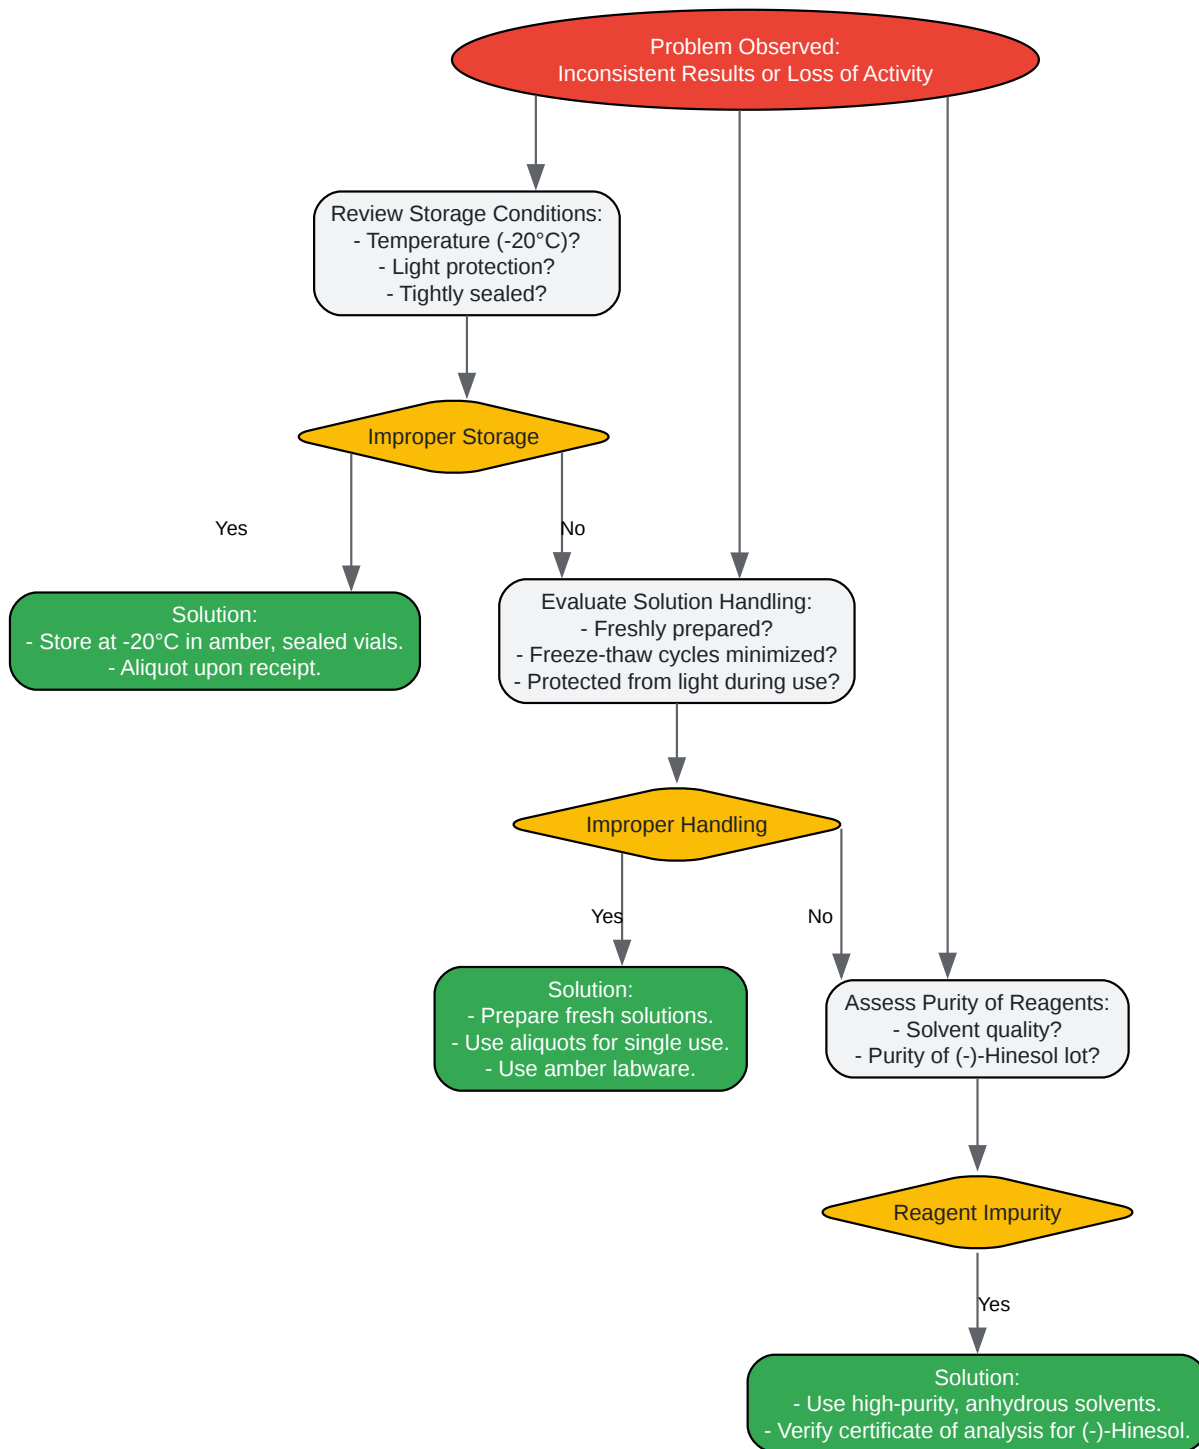 Problem Observed:
Inconsistent Results or Loss of Activity
Review Storage Conditions:
- Temperature (-20°C)?
- Light protection?
- Tightly sealed?
Improper Storage
Yes
No
Solution:
- Store at -20°C in amber, sealed vials.
- Aliquot upon receipt.
Evaluate Solution Handling:
- Freshly prepared?
- Freeze-thaw cycles minimized?
- Protected from light during use?
Improper Handling
Yes
No
Solution:
- Prepare fresh solutions.
- Use aliquots for single use.
- Use amber labware.
Assess Purity of Reagents:
- Solvent quality?
- Purity of (-)-Hinesol lot?
Reagent Impurity
Yes
Solution:
- Use high-purity, anhydrous solvents.
- Verify certificate of analysis for (-)-Hinesol.